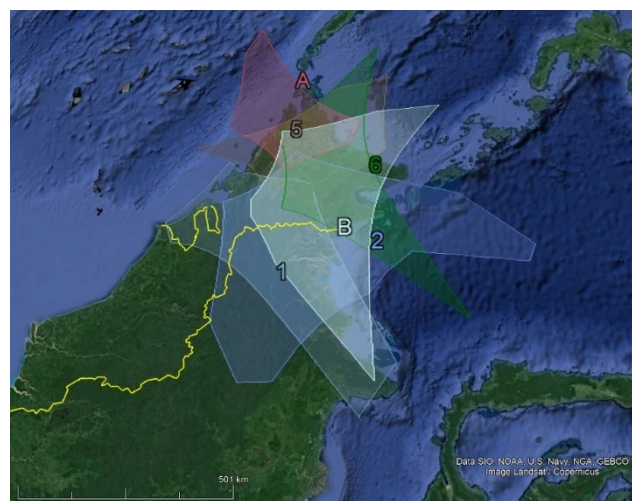 A
5
6
B
2
1
Data SIO, NOAA, U.S. Navy, NGA, GEBCO
Image Landsat / Copernicus
501 km